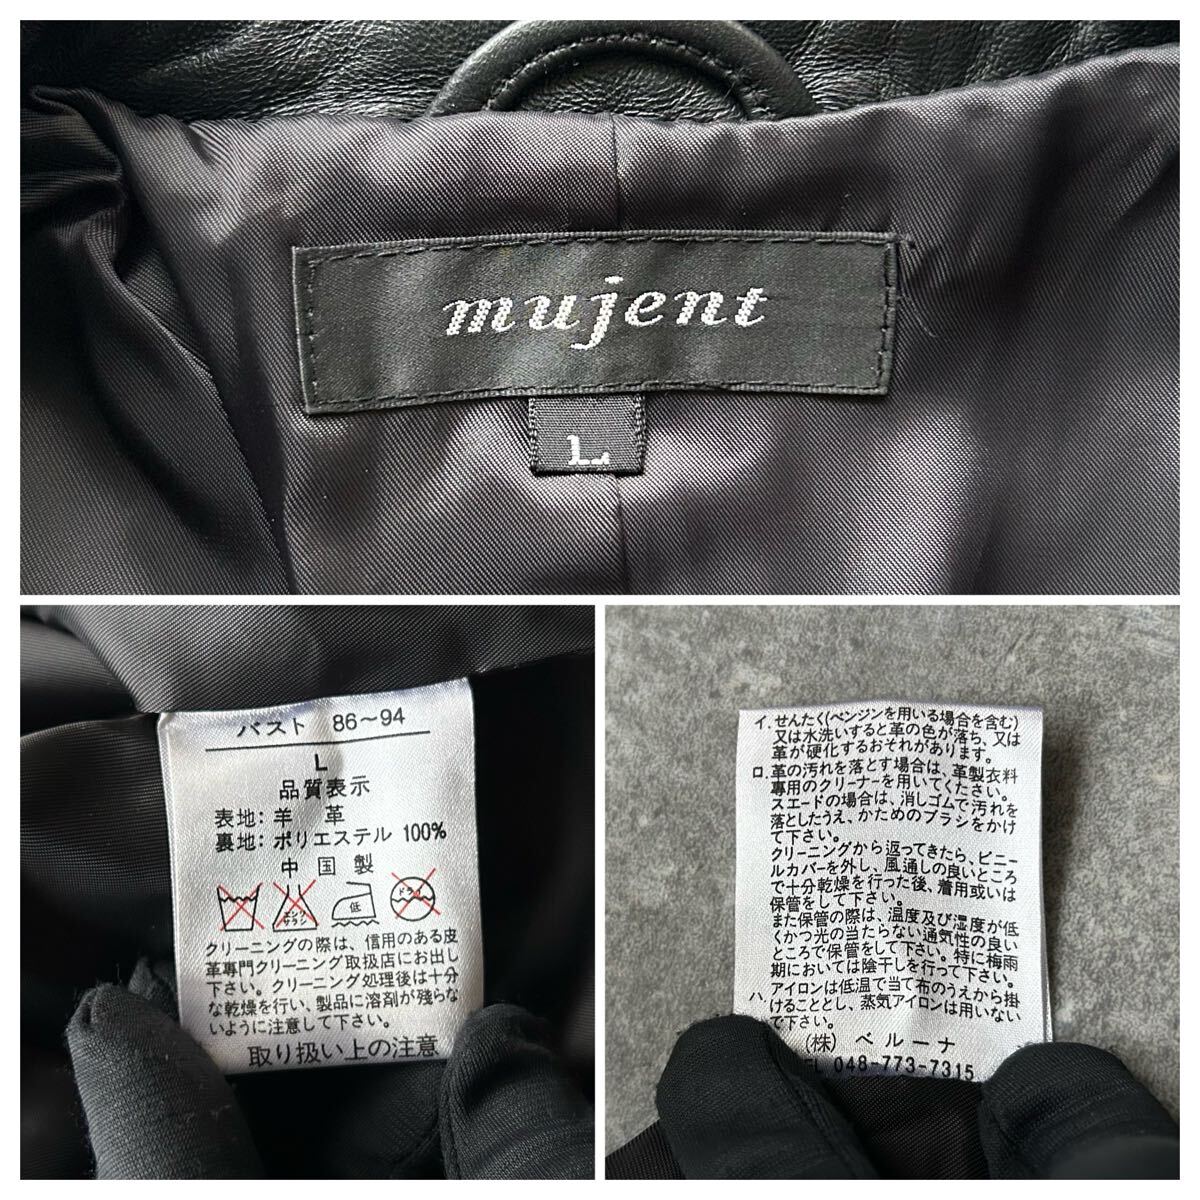 mujent
L
バスト 86～94
L
品質表示
表地: 羊 革
裏地: ポリエステル 100%
中国製
エンソ
サラシ
低
ドライ
クリーニングの際は、信用のある皮
革専門クリーニング取扱店にお出し
下さい。クリーニング処理後は十分
な乾燥を行い、製品に溶剤が残らな
いように注意して下さい。
取り扱い上の注意
イ. せんたく(ベンジンを用いる場合を含む)
又は水洗いすると革の色が落ち、又は
革が硬化するおそれがあります。
ロ. 革の汚れを落とす場合は、革製衣料
専用のクリーナーを用いてください。
スエードの場合は、消しゴムで汚れを
落としたうえ、かためのブラシをかけ
て下さい。
クリーニングから返ってきたら、ビニー
ルカバーを外し、風通しの良いところ
で十分乾燥を行った後、着用或いは
保管をして下さい。
また保管の際は、温度及び湿度が低
くかつ光の当たらない通気性の良い
ところで保管をして下さい。特に梅雨
期においては陰干しを行って下さい。
ハ. アイロンは低温で当て布のうえから掛
けることとし、蒸気アイロンは用いない
で下さい。
(株) ベルーナ
TEL 048-773-7315